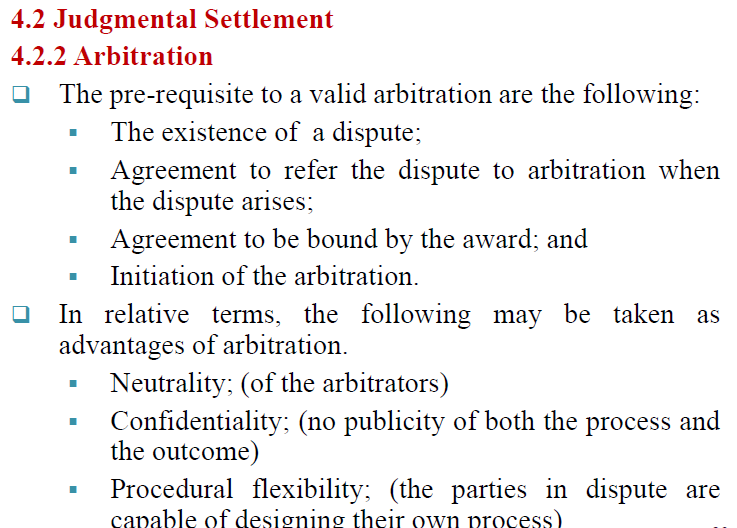 4.2 Judgmental Settlement
4.2.2 Arbitration
❑ The pre-requisite to a valid arbitration are the following:
▪ The existence of a dispute;
▪ Agreement to refer the dispute to arbitration when
the dispute arises;
▪ Agreement to be bound by the award; and
▪ Initiation of the arbitration.
❑ In relative terms, the following may be taken as
advantages of arbitration.
▪ Neutrality; (of the arbitrators)
▪ Confidentiality; (no publicity of both the process and
the outcome)
▪ Procedural flexibility; (the parties in dispute are
capable of designing their own process)